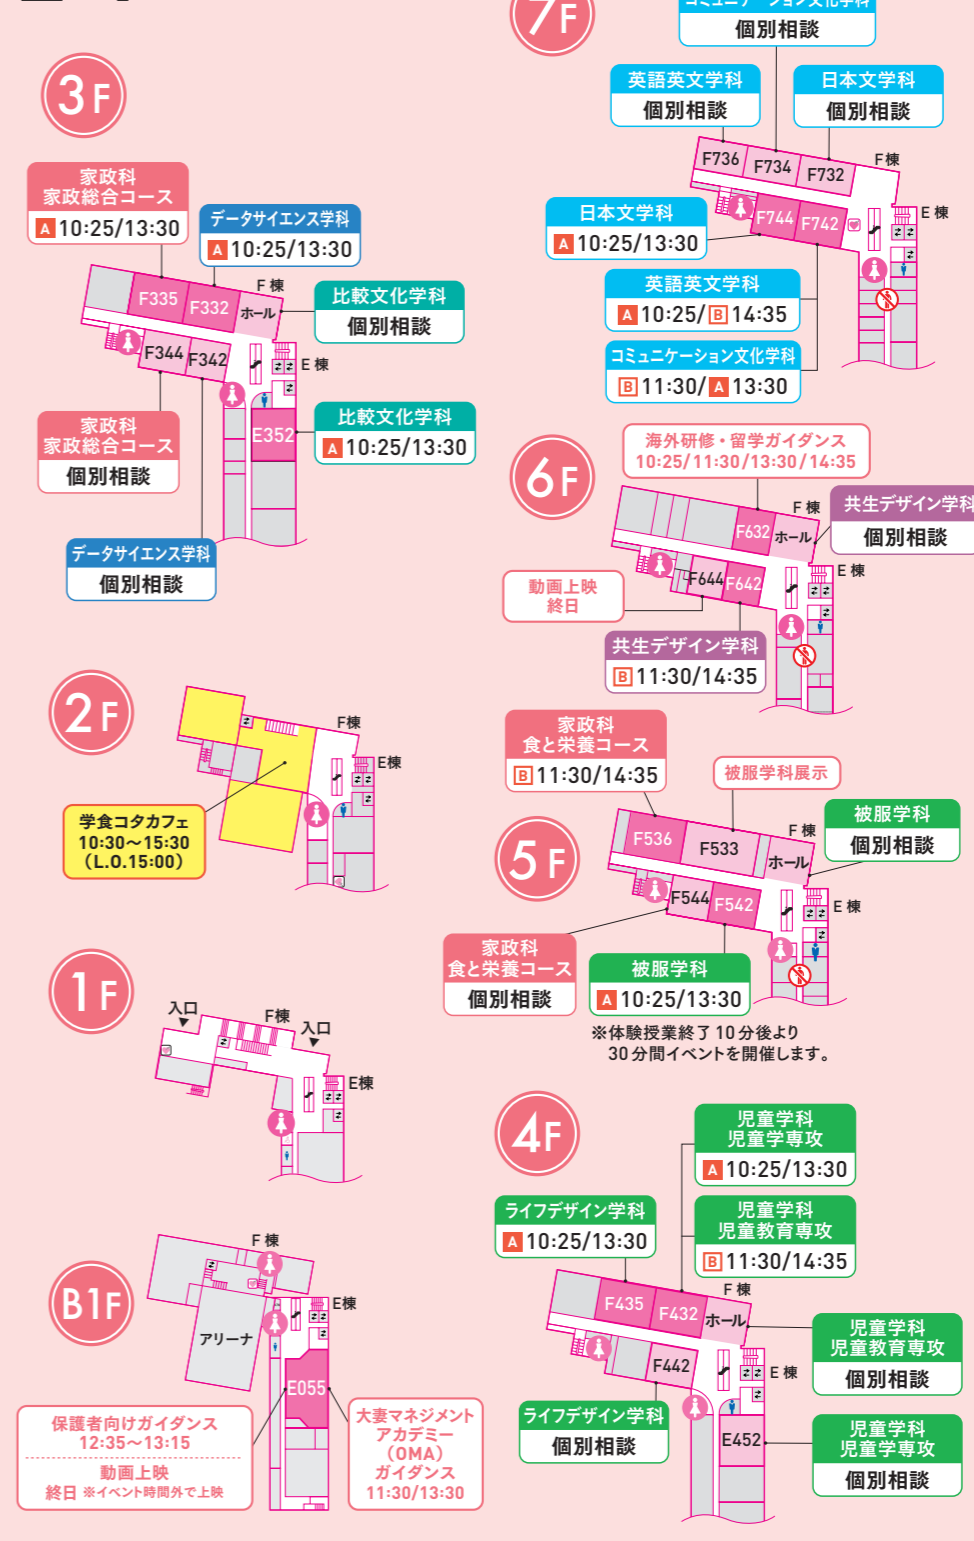 3F
家政科
家政総合コース
A 10:25/13:30
データサイエンス学科
A 10:25/13:30
F棟
F335
F332
ホール
比較文化学科
個別相談
F344
F342
E棟
家政科
家政総合コース
個別相談
E352
比較文化学科
A 10:25/13:30
データサイエンス学科
個別相談
2F
F棟
E棟
学食コタカフェ
10:30〜15:30
(L.O.15:00)
1F
入口
F棟
入口
E棟
B1F
F棟
E棟
アリーナ
E055
保護者向けガイダンス
12:35〜13:15
動画上映
終日 ※イベント時間外で上映
大妻マネジメント
アカデミー
(OMA)
ガイダンス
11:30/13:30
7F
コミュニケーション文化学科
個別相談
英語英文学科
個別相談
日本文学科
個別相談
F736
F734
F732
F棟
日本文学科
A 10:25/13:30
F744
F742
E棟
英語英文学科
A 10:25/B 14:35
コミュニケーション文化学科
B 11:30/A 13:30
6F
海外研修・留学ガイダンス
10:25/11:30/13:30/14:35
F棟
共生デザイン学科
個別相談
F632
ホール
E棟
F644
F642
動画上映
終日
共生デザイン学科
B 11:30/14:35
5F
家政科
食と栄養コース
B 11:30/14:35
被服学科展示
被服学科
個別相談
F棟
F536
F533
ホール
F544
F542
E棟
家政科
食と栄養コース
個別相談
被服学科
A 10:25/13:30
※体験授業終了10分後より
30分間イベントを開催します。
4F
児童学科
児童学専攻
A 10:25/13:30
ライフデザイン学科
A 10:25/13:30
児童学科
児童教育専攻
B 11:30/14:35
F棟
F435
F432
ホール
児童学科
児童教育専攻
個別相談
F442
E棟
ライフデザイン学科
個別相談
E452
児童学科
児童学専攻
個別相談